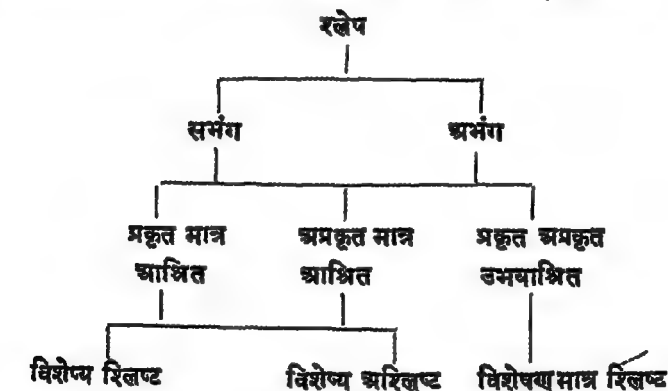 श्लेष
सभंग अभंग
प्रकृत मात्र अप्रकृत मात्र प्रकृत अप्रकृत
आश्रित आश्रित उभयाश्रित
विशेष्य श्लिष्ट विशेष्य अश्लिष्ट विशेषण मात्र श्लिष्ट